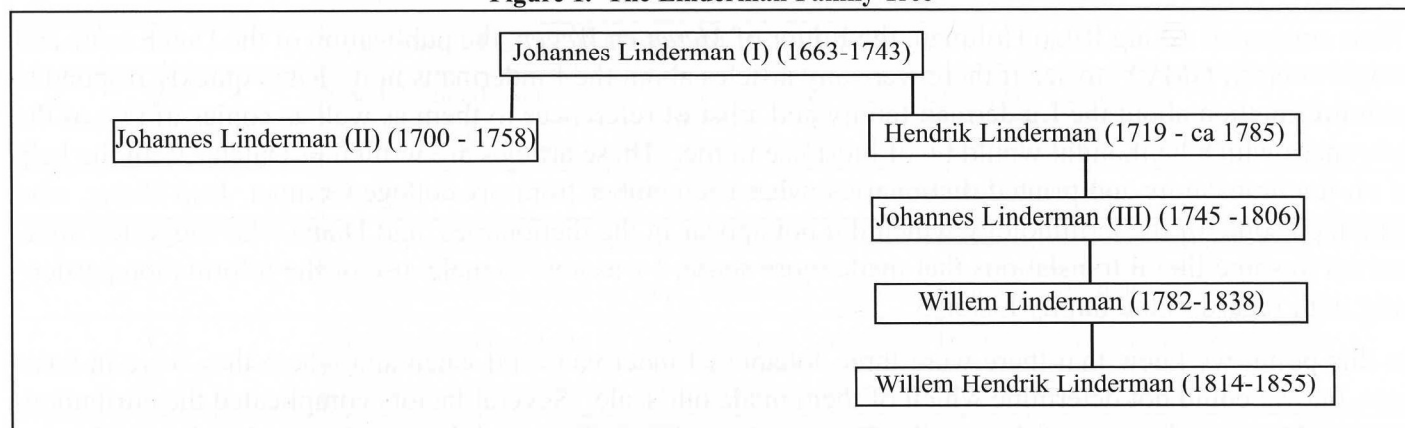 Figure 1. The Linderman Family Tree
Johannes Linderman (I) (1663-1743)
Johannes Linderman (II) (1700 - 1758)
Hendrik Linderman (1719 - ca 1785)
Johannes Linderman (III) (1745 -1806)
Willem Linderman (1782-1838)
Willem Hendrik Linderman (1814-1855)